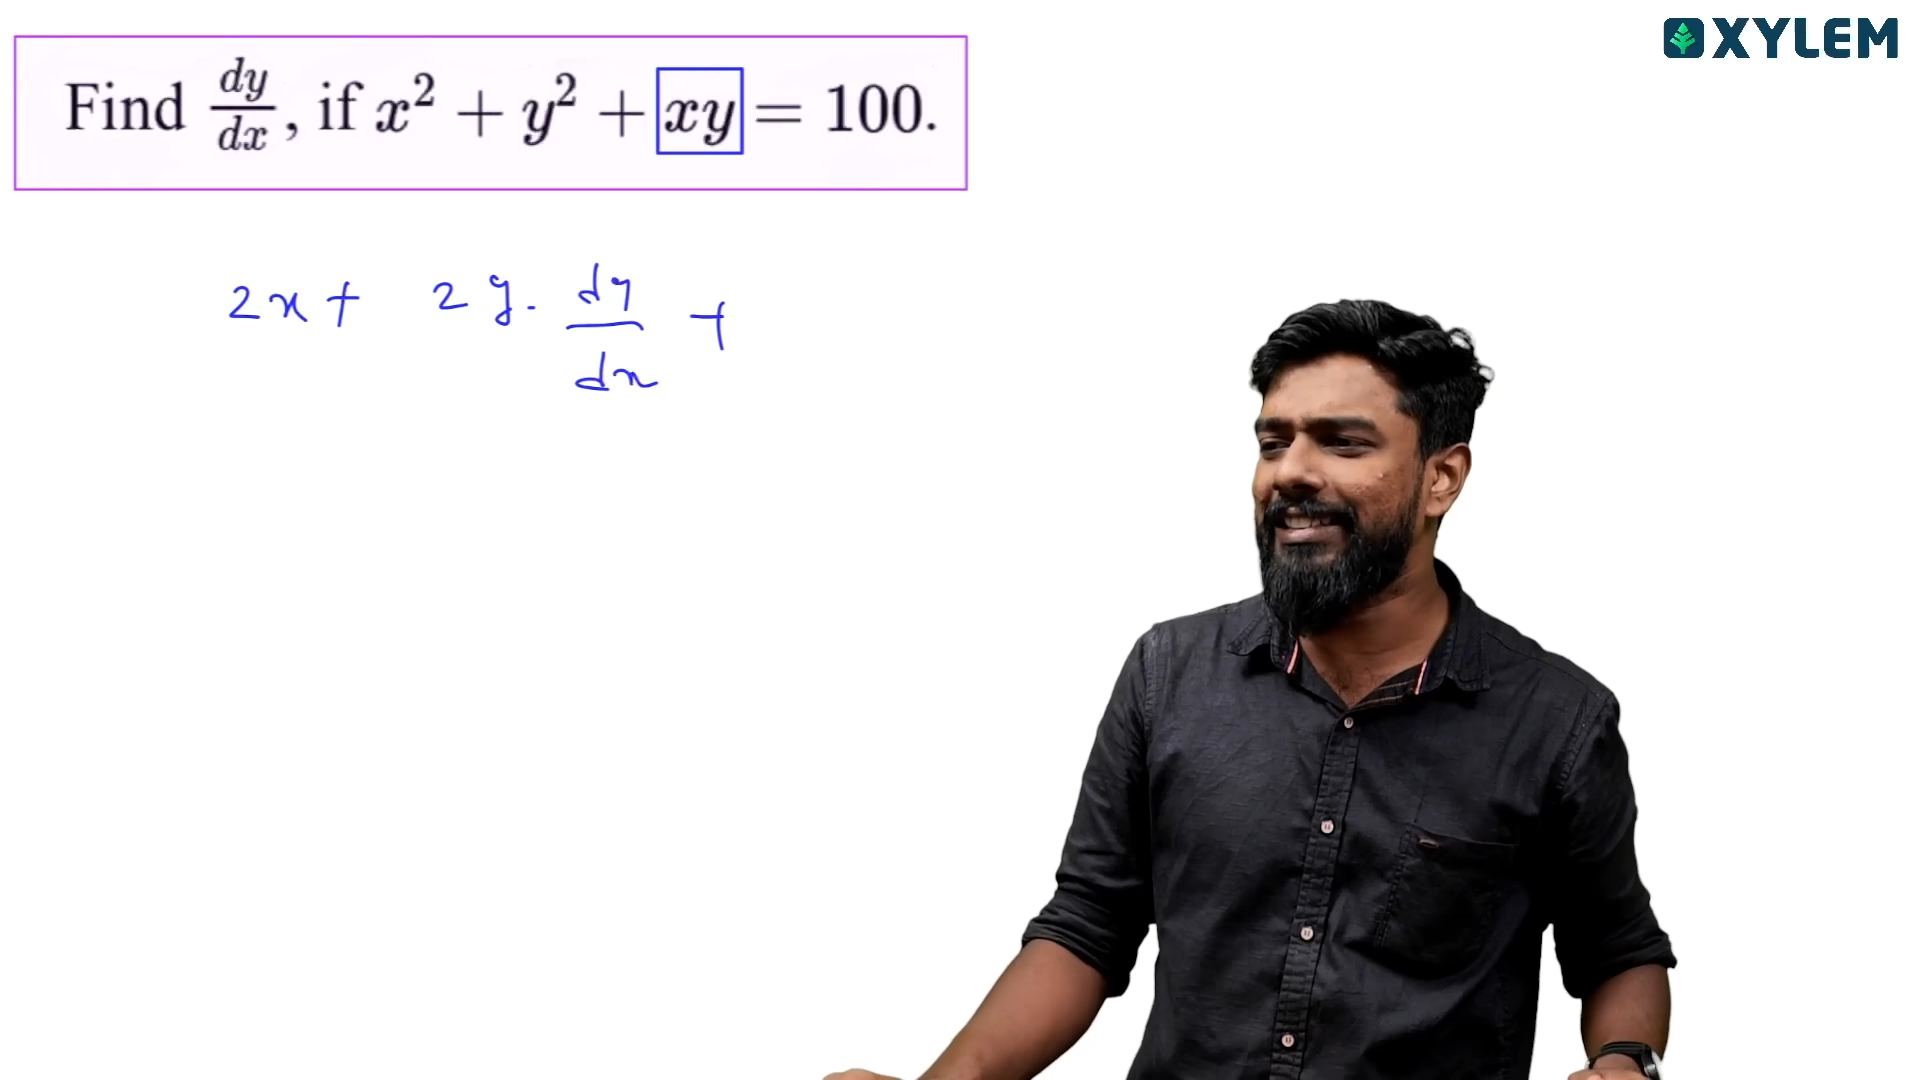 XYLEM
Find dy/dx, if x² + y² + xy = 100.
2x + 2y. dy/dx +